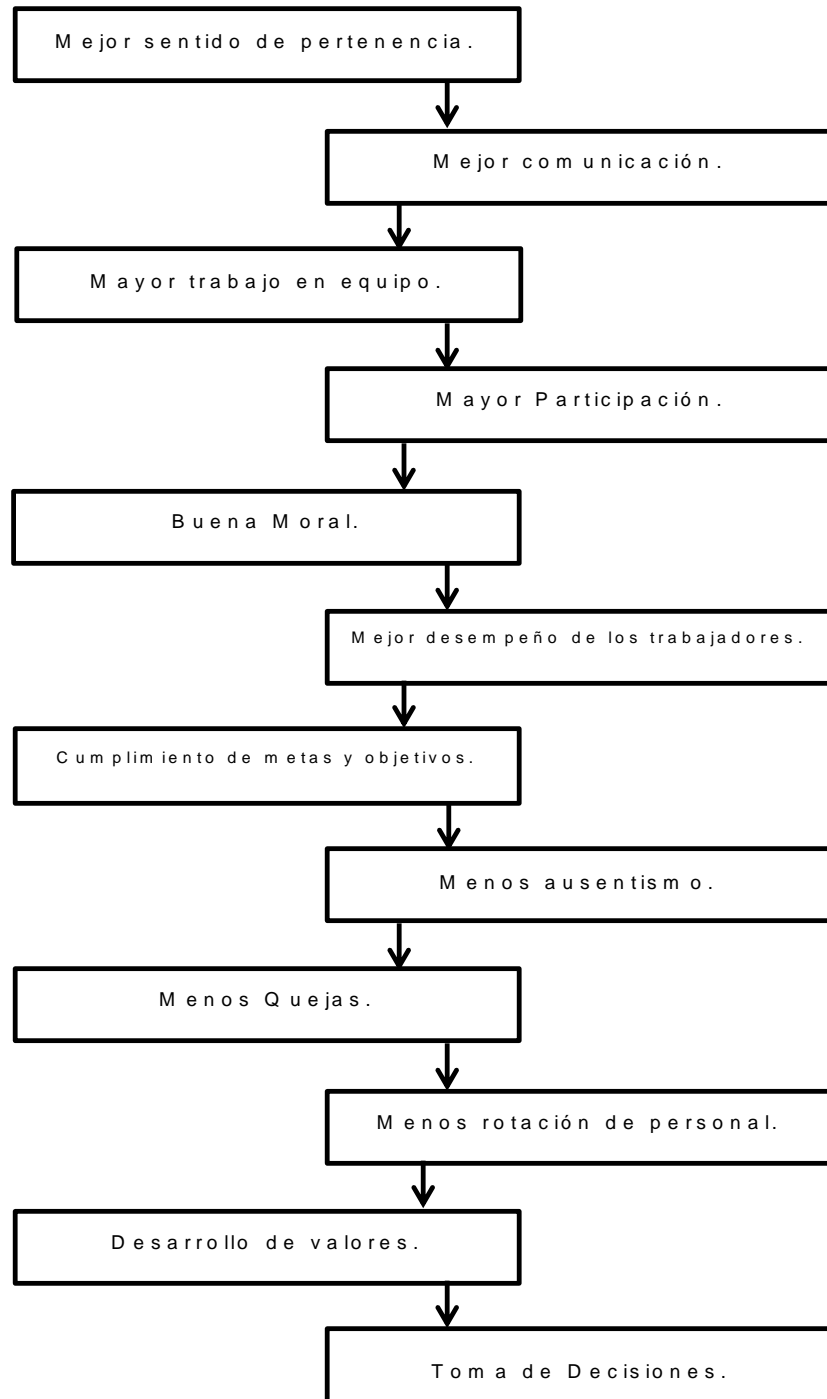 Mejor sentido de pertenencia.
Mejor comunicación.
Mayor trabajo en equipo.
Mayor Participación.
Buena Moral.
Mejor desempeño de los trabajadores.
Cumplimiento de metas y objetivos.
Menos ausentismo.
Menos Quejas.
Menos rotación de personal.
Desarrollo de valores.
Toma de Decisiones.